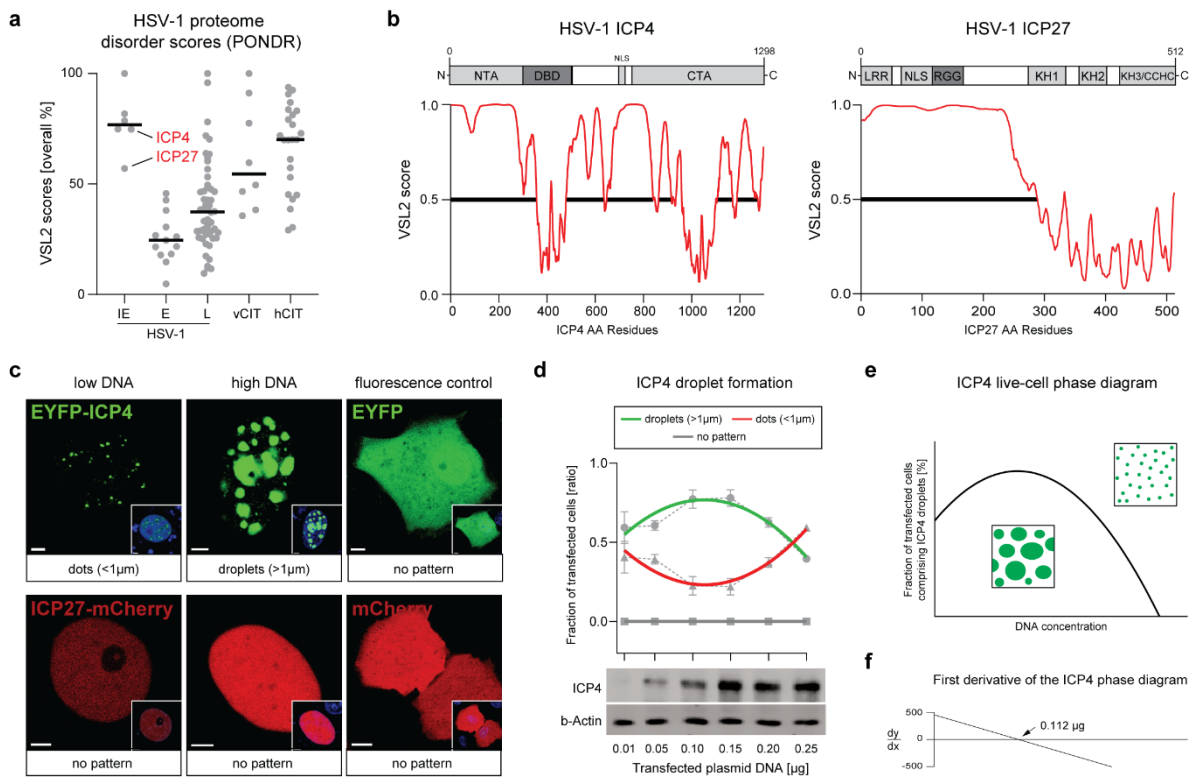 a
HSV-1 proteome
disorder scores (PONDR)
VSL2 scores [overall %]
100
50
0
ICP4
ICP27
IE
E
L
vCIT
hCIT
HSV-1
b
HSV-1 ICP4
0
1298
NLS
N
NTA
DBD
CTA
C
VSL2 score
1.0
0.5
0.0
0
200
400
600
800
1000
1200
ICP4 AA Residues
HSV-1 ICP27
0
512
N
LRR
NLS
RGG
KH1
KH2
KH3/CCHC
C
VSL2 score
1.0
0.5
0.0
0
100
200
300
400
500
ICP27 AA Residues
c
low DNA
high DNA
fluorescence control
EYFP-ICP4
EYFP
dots (<1µm)
droplets (>1µm)
no pattern
ICP27-mCherry
mCherry
no pattern
no pattern
no pattern
d
ICP4 droplet formation
droplets (>1µm)
dots (<1µm)
no pattern
Fraction of transfected cells [ratio]
1.0
0.5
0.0
ICP4
b-Actin
0.01
0.05
0.10
0.15
0.20
0.25
Transfected plasmid DNA [µg]
e
ICP4 live-cell phase diagram
Fraction of transfected cells
comprising ICP4 droplets [%]
DNA concentration
f
First derivative of the ICP4 phase diagram
500
0
-500
dy
dx
0.112 µg